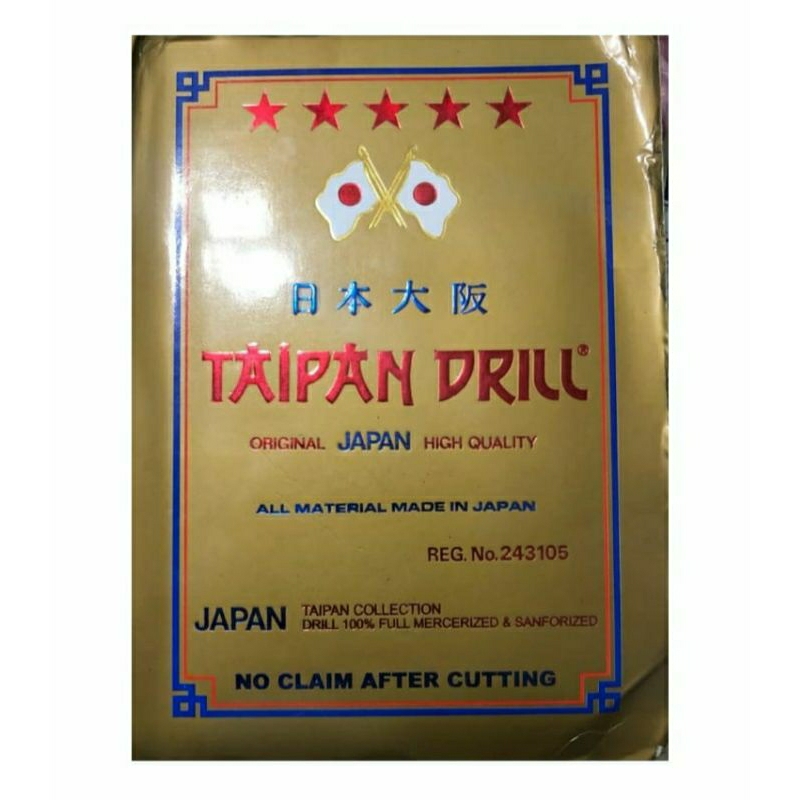 日本大阪
TAIPAN DRILL®
ORIGINAL JAPAN HIGH QUALITY
ALL MATERIAL MADE IN JAPAN
REG. No. 243105
JAPAN TAIPAN COLLECTION
DRILL 100% FULL MERCERIZED & SANFORIZED
NO CLAIM AFTER CUTTING